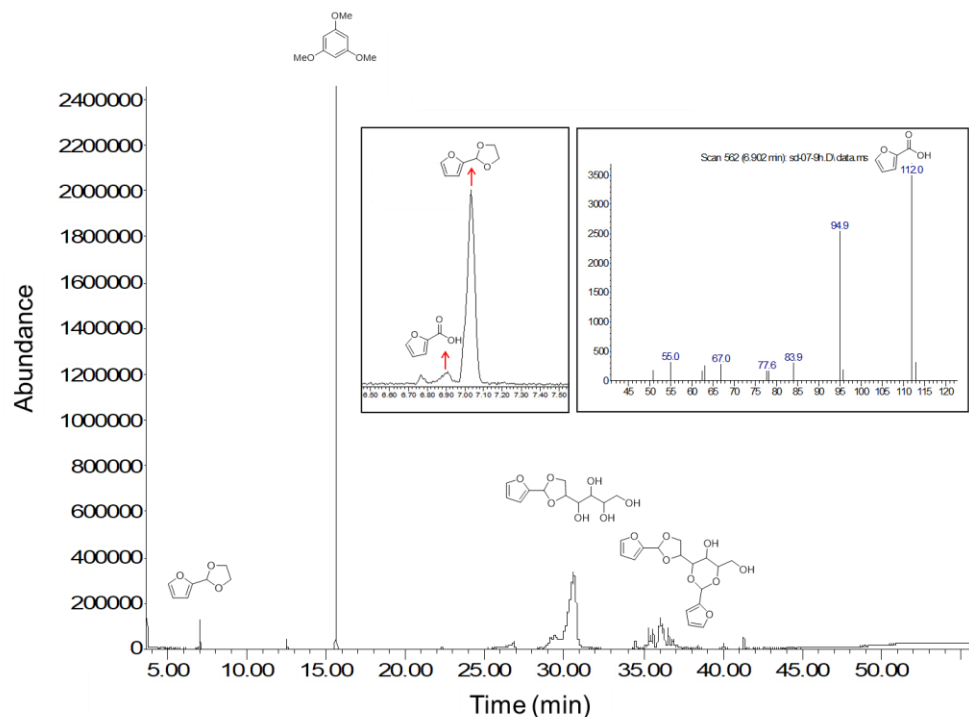 OMe
MeO OMe
Abundance
2400000
2200000
2000000
1800000
1600000
1400000
1200000
1000000
800000
600000
400000
200000
0
5.00 10.00 15.00 20.00 25.00 30.00 35.00 40.00 45.00 50.00
Time (min)
O O
O
O
OH
O
6.50 6.60 6.70 6.80 6.90 7.00 7.10 7.20 7.30 7.40 7.50
Scan 562 (6.902 min): sd-07-9h.D\data.ms
O
OH
O
112.0
94.9
55.0
67.0
77.6
83.9
3500
3000
2500
2000
1500
1000
500
0
45 50 55 60 65 70 75 80 85 90 95 100 105 110 115 120
O O
O
O OH
O OH
O
OH OH
O OH
O
O OH
O O
O
O O
O